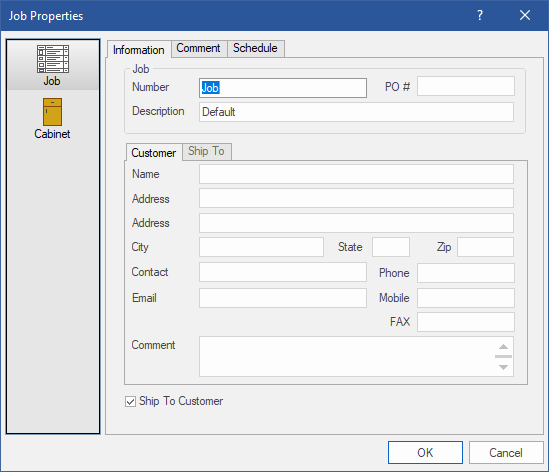 Job Properties ?
Job
Cabinet
Information Comment Schedule
Job
Number Job PO #
Description Default
Customer Ship To
Name
Address
Address
City State Zip
Contact Phone
Email Mobile
FAX
Comment
Ship To Customer
OK Cancel